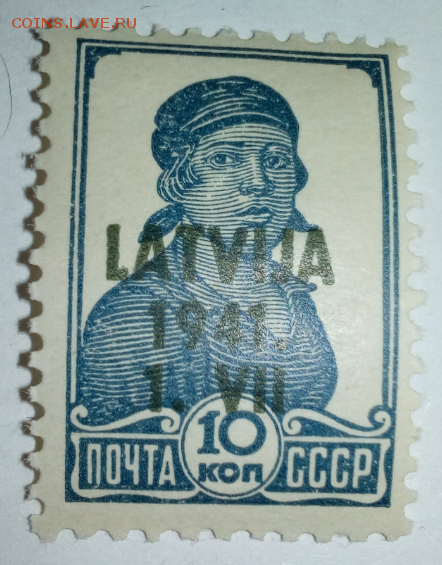 COINS.LAVE.RU
LATVIJA
1941.
1. VII
10
КОП
ПОЧТА СССР